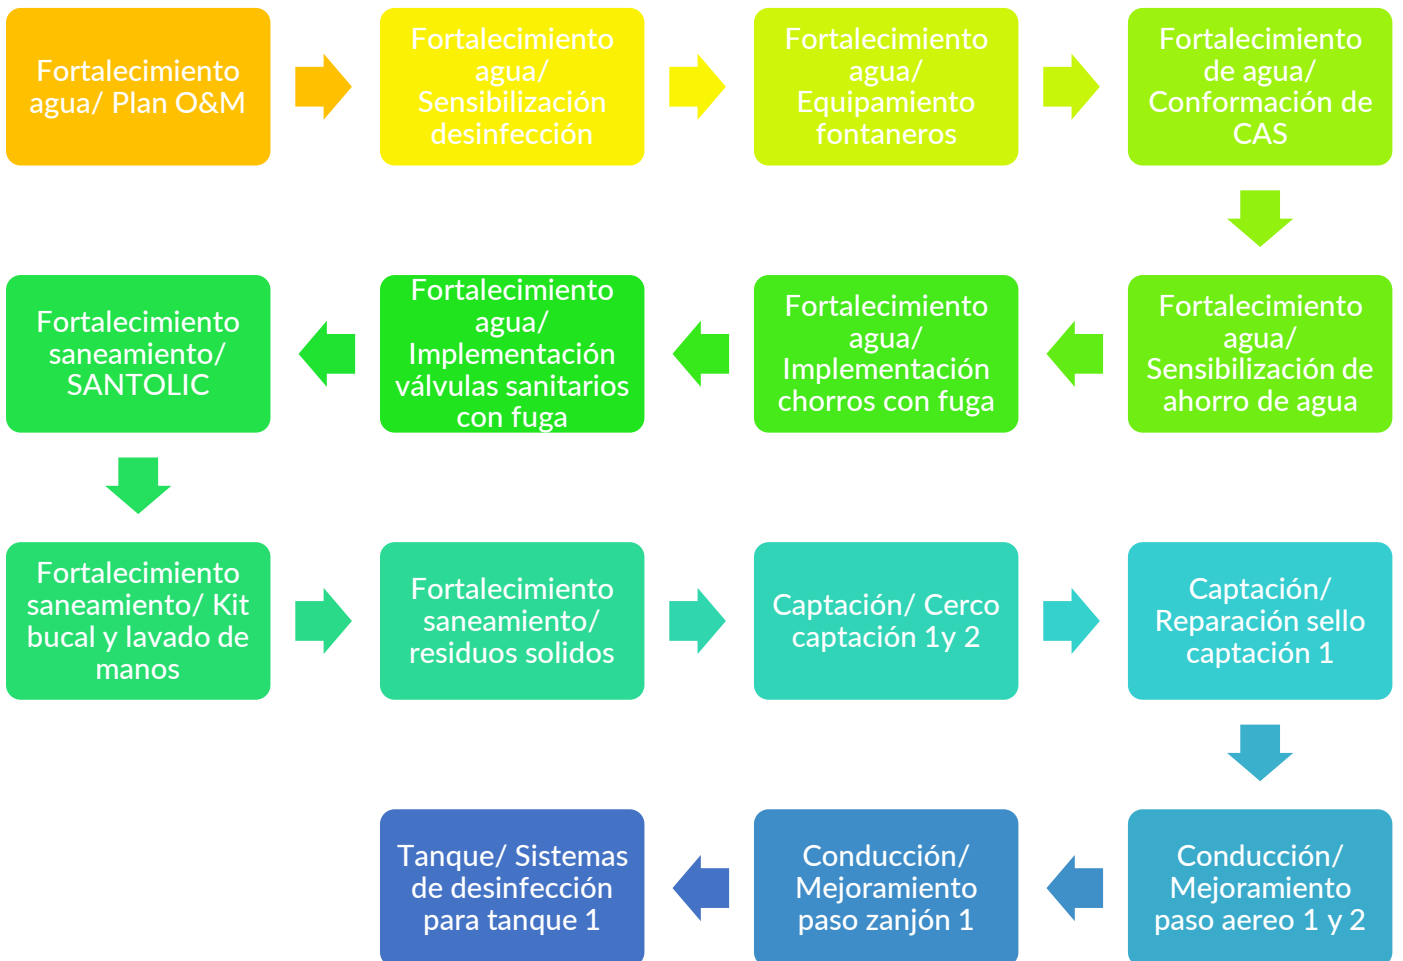 Fortalecimiento
agua/ Plan O&M
Fortalecimiento
agua/
Sensibilización
desinfección
Fortalecimiento
agua/
Equipamiento
fontaneros
Fortalecimiento
de agua/
Conformación de
CAS
Fortalecimiento
agua/
Sensibilización de
ahorro de agua
Fortalecimiento
agua/
Implementación
chorros con fuga
Fortalecimiento
agua/
Implementación
válvulas sanitarios
con fuga
Fortalecimiento
saneamiento/
SANTOLIC
Fortalecimiento
saneamiento/ Kit
bucal y lavado de
manos
Fortalecimiento
saneamiento/
residuos solidos
Captación/ Cerco
captación 1y 2
Captación/
Reparación sello
captación 1
Conducción/
Mejoramiento
paso aereo 1 y 2
Conducción/
Mejoramiento
paso zanjón 1
Tanque/ Sistemas
de desinfección
para tanque 1